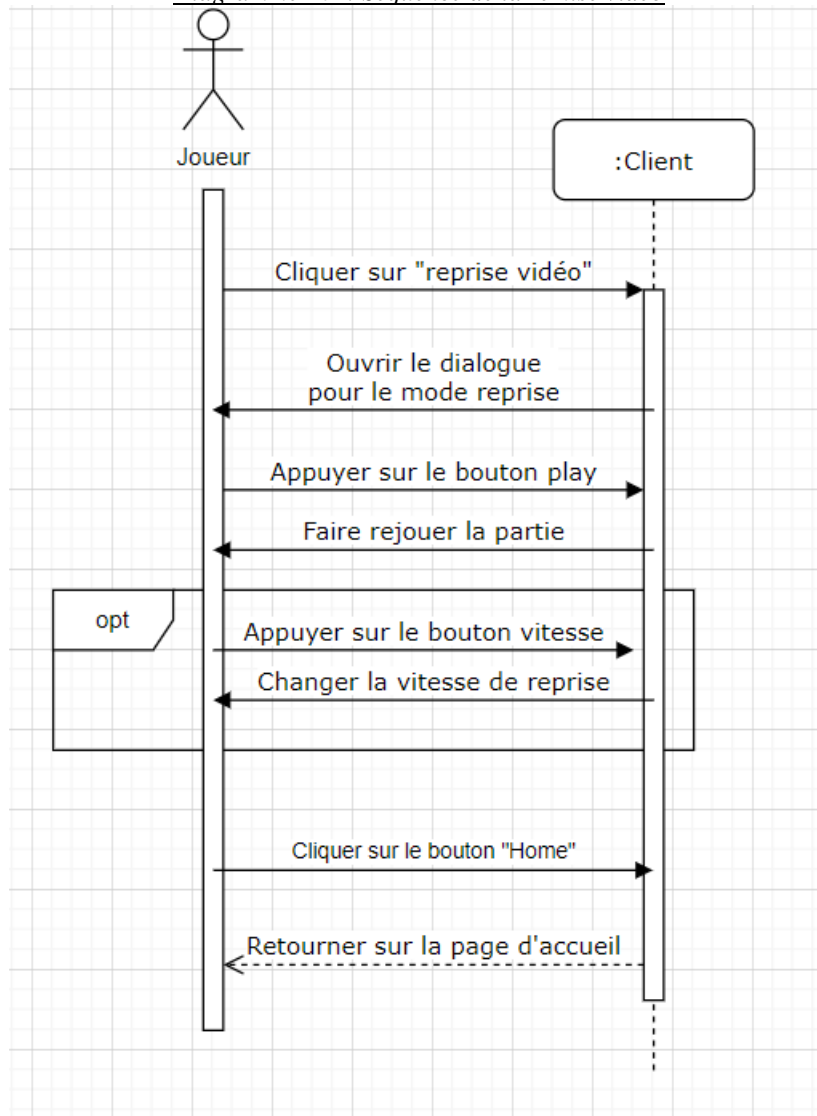 Joueur
:Client
Cliquer sur "reprise vidéo"
Ouvrir le dialogue
pour le mode reprise
Appuyer sur le bouton play
Faire rejouer la partie
opt
Appuyer sur le bouton vitesse
Changer la vitesse de reprise
Cliquer sur le bouton "Home"
Retourner sur la page d'accueil